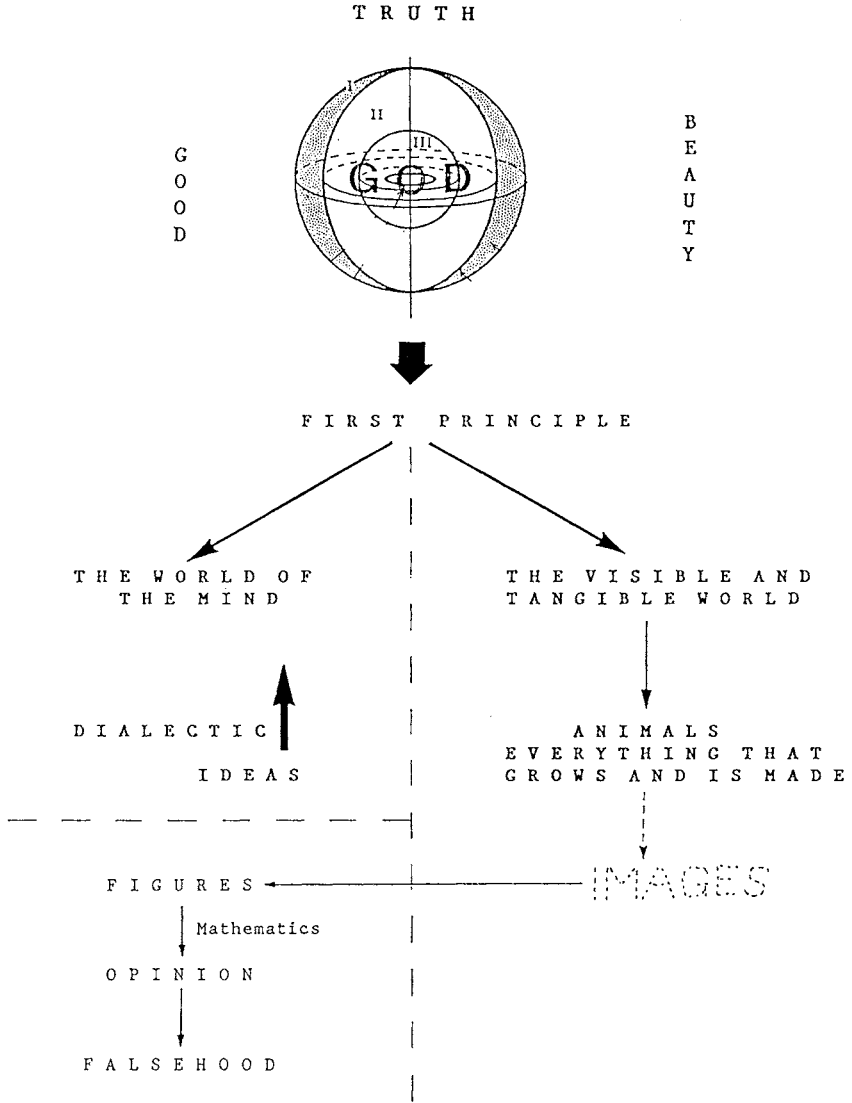 TRUTH
I
II
III
GOD
GOOD
BEAUTY
FIRST PRINCIPLE
THE WORLD OF
THE MIND
THE VISIBLE AND
TANGIBLE WORLD
DIALECTIC
IDEAS
ANIMALS
EVERYTHING THAT
GROWS AND IS MADE
IMAGES
FIGURES
Mathematics
OPINION
FALSEHOOD